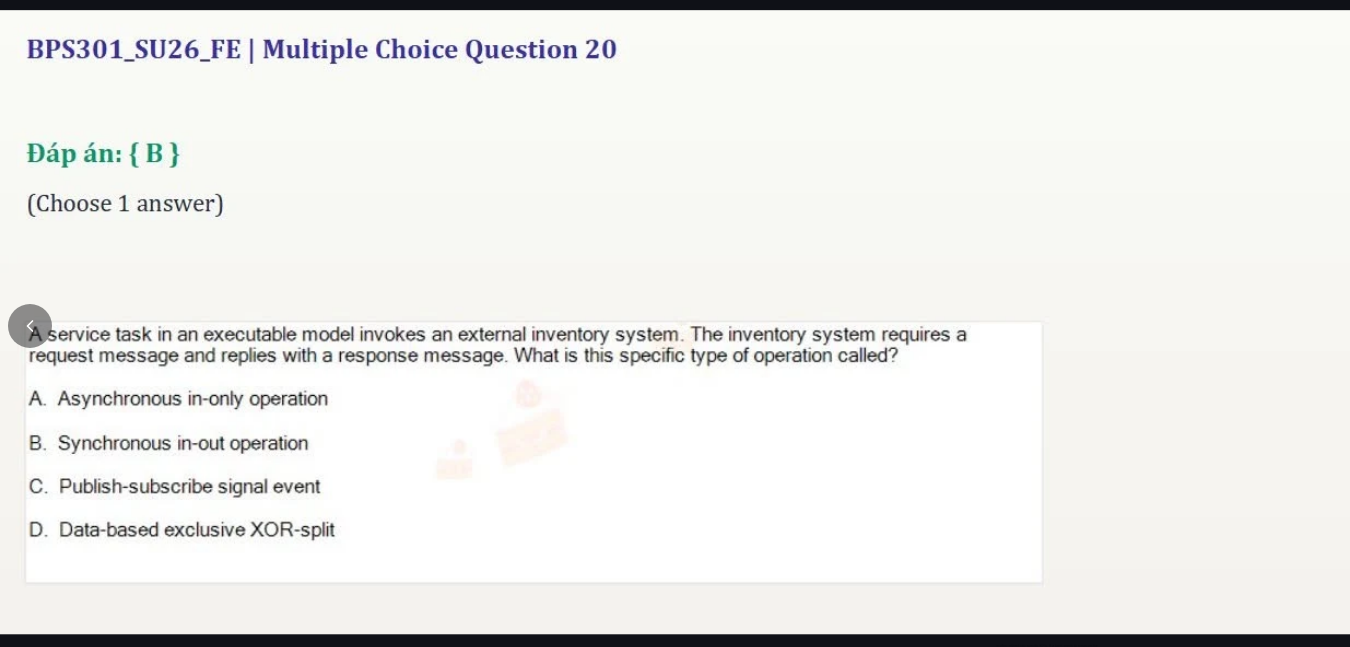 BPS301_SU26_FE | Multiple Choice Question 20
Đáp án: { B }
(Choose 1 answer)
A service task in an executable model invokes an external inventory system. The inventory system requires a
request message and replies with a response message. What is this specific type of operation called?
A. Asynchronous in-only operation
B. Synchronous in-out operation
C. Publish-subscribe signal event
D. Data-based exclusive XOR-split